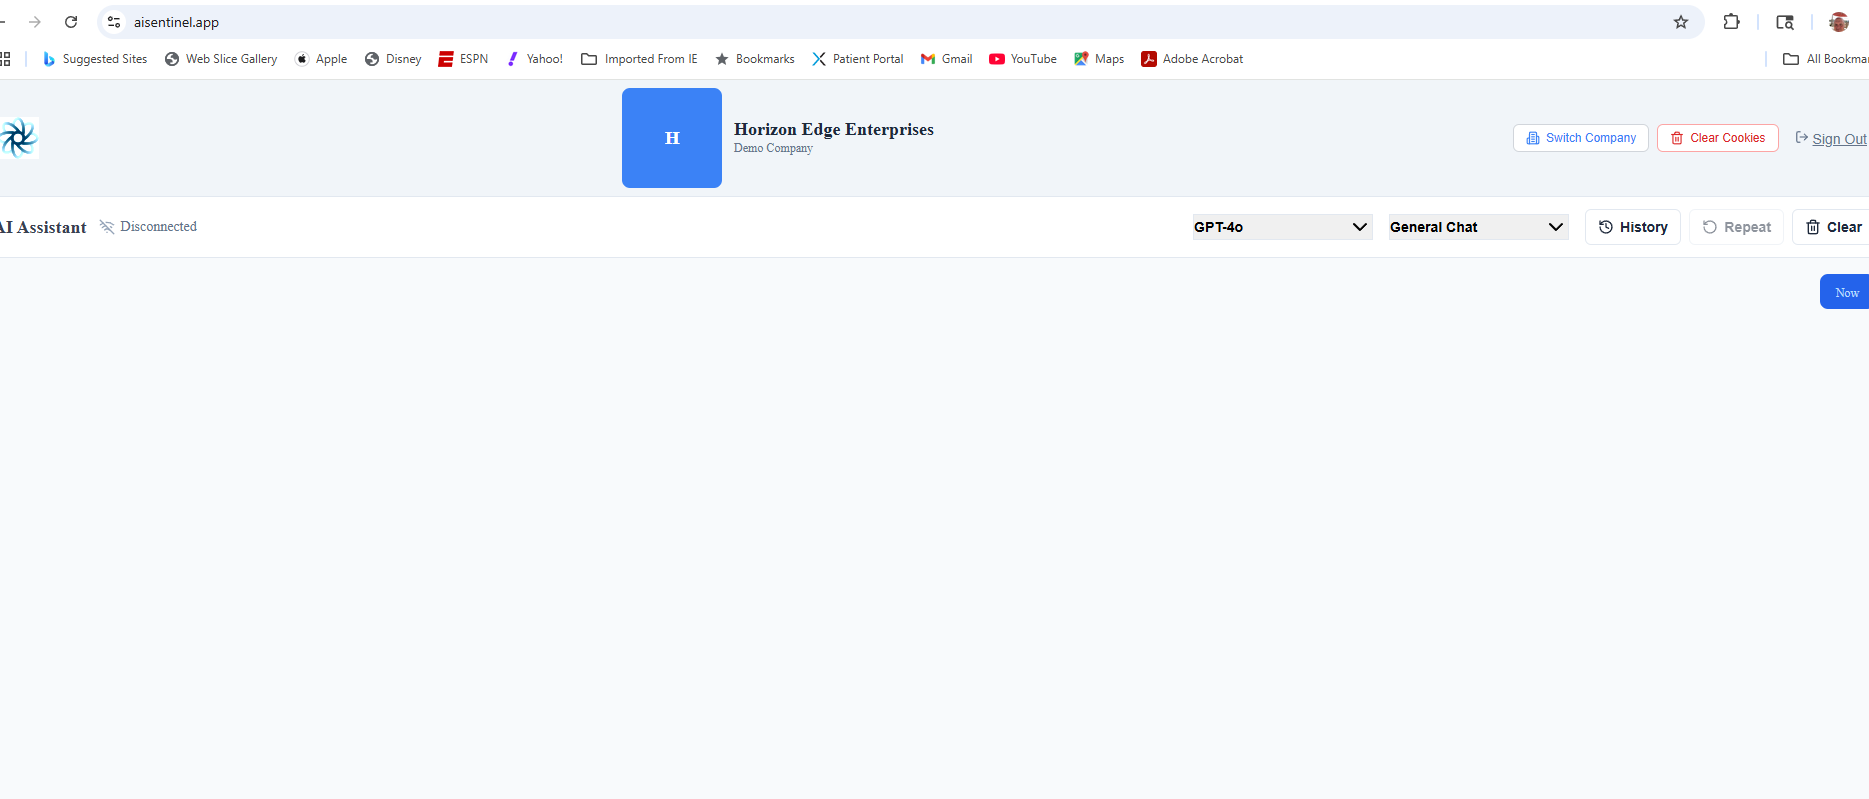 aisentinel.app
Suggested Sites Web Slice Gallery Apple Disney ESPN Yahoo! Imported From IE Bookmarks Patient Portal Gmail YouTube Maps Adobe Acrobat All Bookmar
H Horizon Edge Enterprises Switch Company Clear Cookies Sign Out
Demo Company
AI Assistant Disconnected GPT-4o General Chat History Repeat Clear
Now